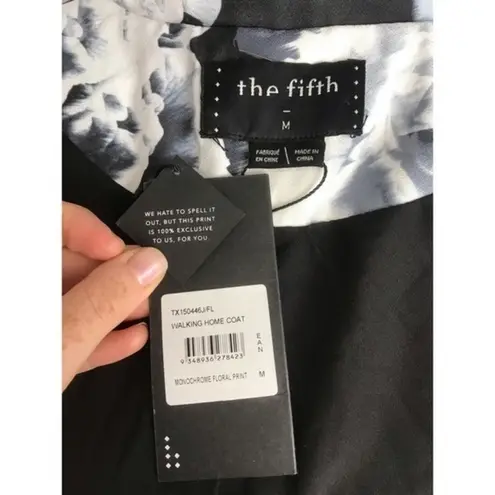 the fifth
M
FABRIQUÉ
EN CHINE
MADE IN
CHINA
WE HATE TO SPELL IT
OUT, BUT THIS PRINT
IS 100% EXCLUSIVE
TO US, FOR YOU.
TX150446J/FL
WALKING HOME COAT
EAN
9 348936 278423
MONOCHROME FLORAL PRINT M